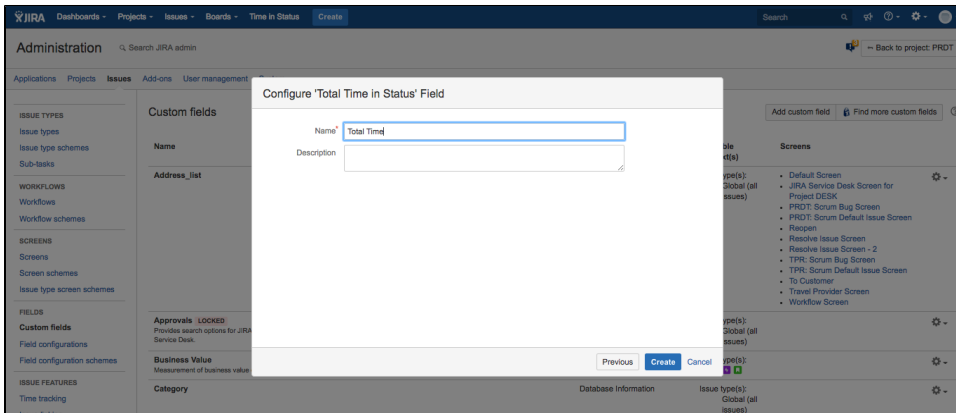 JIRA Dashboards Projects Issues Boards Time in Status Create Search
Administration Search JIRA admin Back to project: PRDT
Applications Projects Issues Add-ons User management
Configure 'Total Time in Status' Field
Name* Total Time
Description
Previous Create Cancel
ISSUE TYPES
Issue types
Issue type schemes
Sub-tasks
WORKFLOWS
Workflows
Workflow schemes
SCREENS
Screens
Screen schemes
Issue type screen schemes
FIELDS
Custom fields
Field configurations
Field configuration schemes
ISSUE FEATURES
Time tracking
Custom fields Add custom field Find more custom fields
Name Screens
Address_list
Global (all
• Default Screen
• JIRA Service Desk Screen for
Project DESK
• PRDT: Scrum Bug Screen
• PRDT: Scrum Default Issue Screen
• Reopen
• Resolve Issue Screen
• Resolve Issue Screen - 2
• TPR: Scrum Bug Screen
• TPR: Scrum Default Issue Screen
• To Customer
• Travel Provider Screen
• Workflow Screen
Approvals LOCKED
Provides search options for JIRA
Service Desk.
Global (all
Business Value
Measurement of business value
Category Database Information Issue type(s):
Global (all
issues)